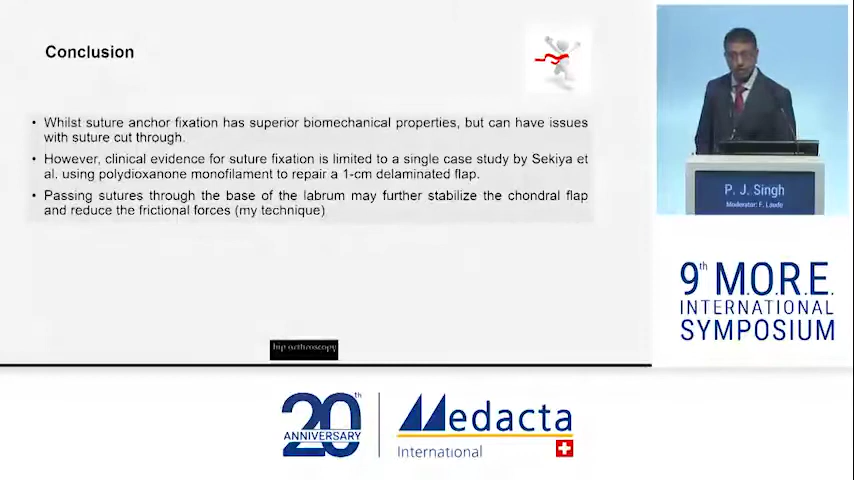 Conclusion
• Whilst suture anchor fixation has superior biomechanical properties, but can have issues
with suture cut through.
• However, clinical evidence for suture fixation is limited to a single case study by Sekiya et
al. using polydioxanone monofilament to repair a 1-cm delaminated flap.
• Passing sutures through the base of the labrum may further stabilize the chondral flap
and reduce the frictional forces (my technique)
hip arthroscopy
P. J. Singh
Moderator: F. Laude
9th M.O.R.E.
INTERNATIONAL
SYMPOSIUM
20th
ANNIVERSARY
Medacta
International